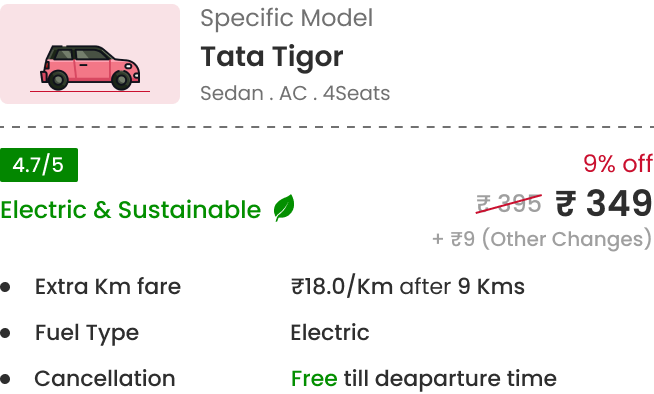 Specific Model
Tata Tigor
Sedan . AC . 4Seats
4.7/5
9% off
Electric & Sustainable
₹ 395 ₹ 349
+ ₹9 (Other Changes)
Extra Km fare ₹18.0/Km after 9 Kms
Fuel Type Electric
Cancellation Free till deaparture time